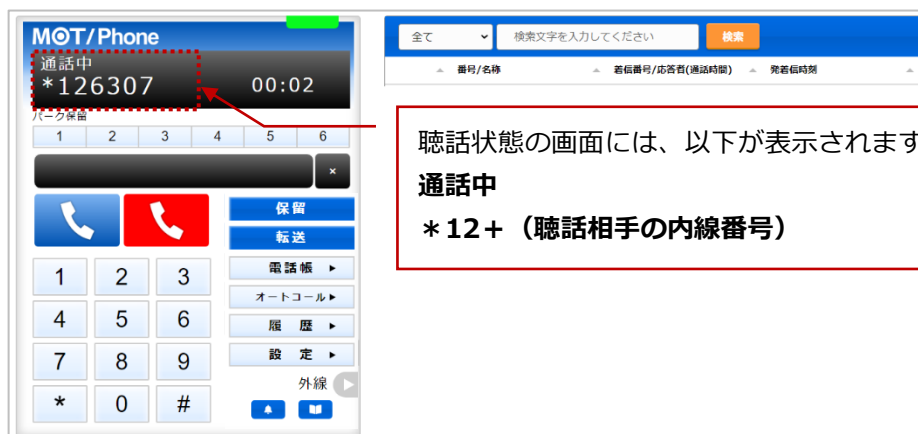 MOT/Phone
通話中
*126307 00:02
パーク保留
1 2 3 4 5 6
×
保留
転送
1 2 3
電話帳 ▶
オートコール▶
4 5 6
履 歴 ▶
7 8 9
設 定 ▶
外線
* 0 #
全て 検索文字を入力してください 検索
番号/名称 着信番号/応答者(通話時間) 発着信時刻
聴話状態の画面には、以下が表示されます
通話中
＊12＋（聴話相手の内線番号）